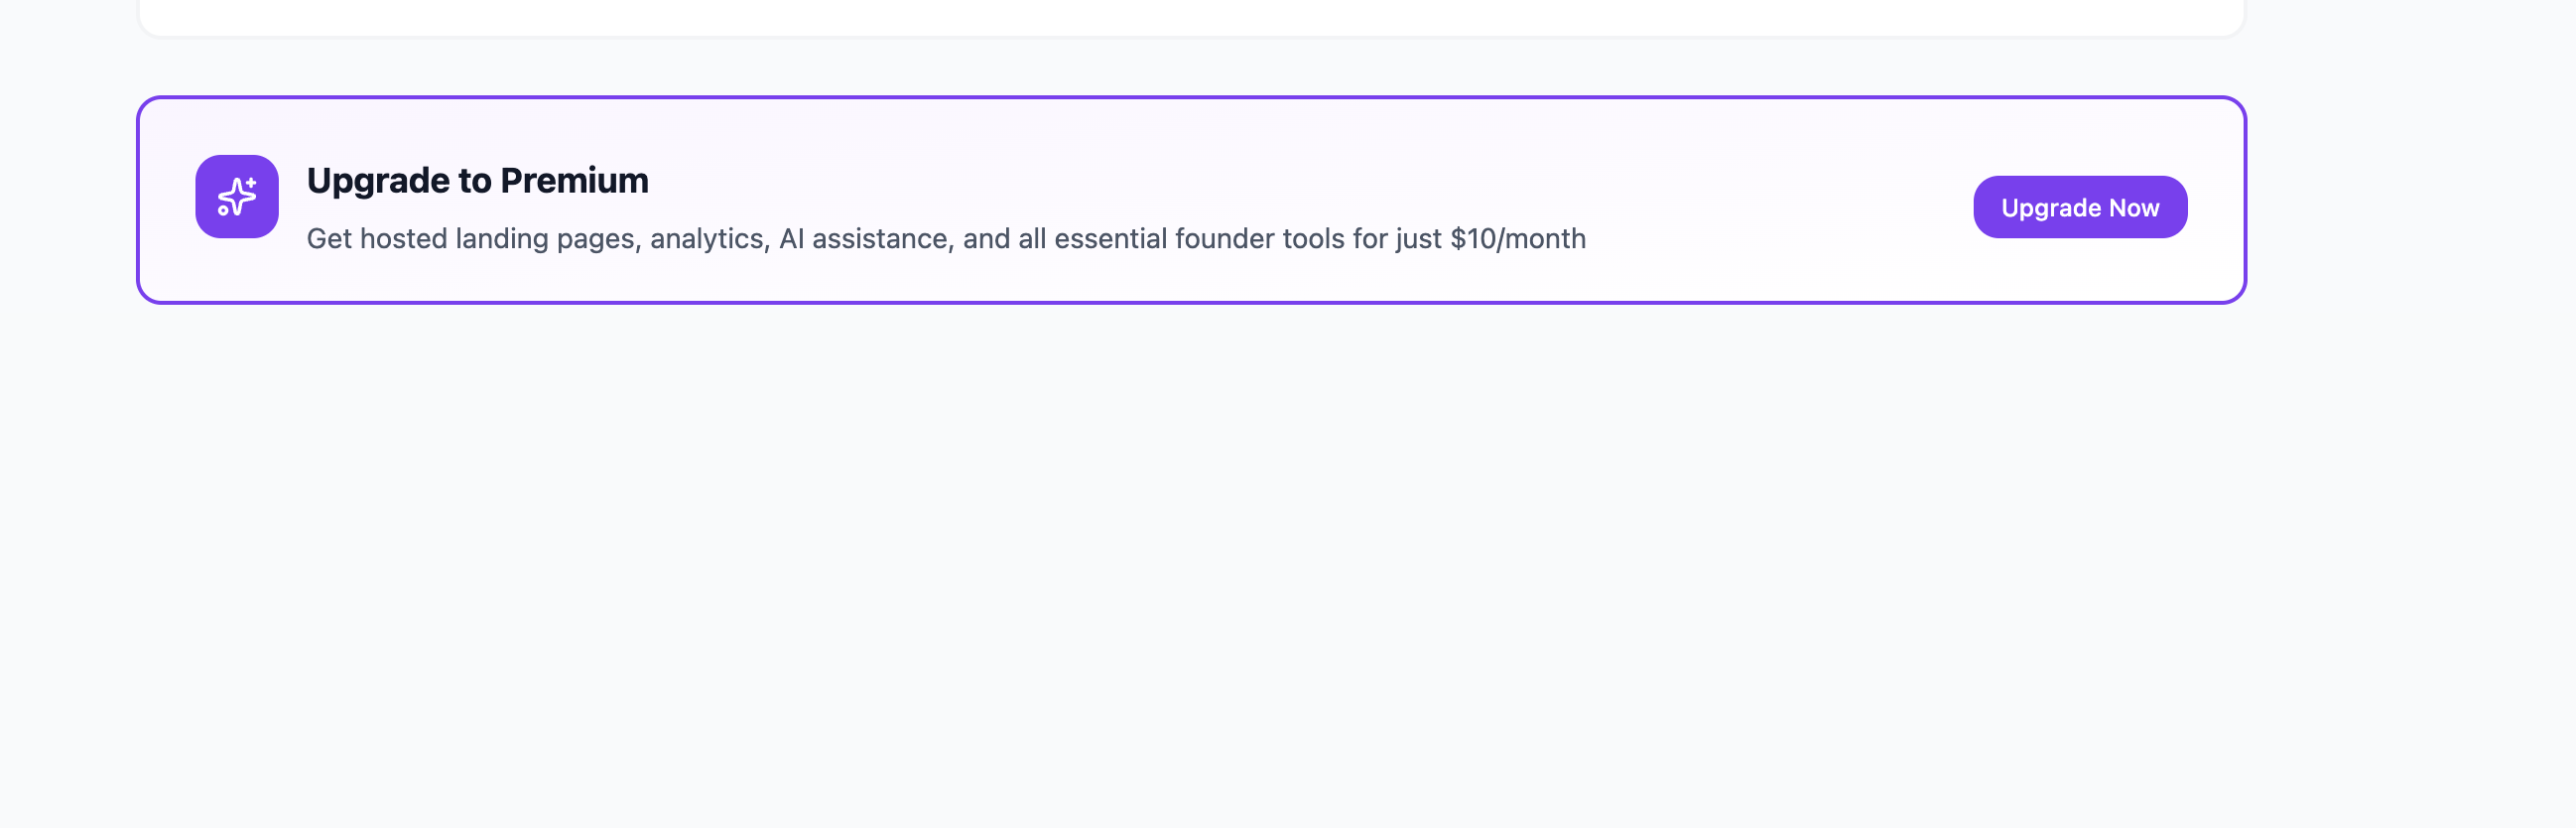 Upgrade to Premium
Get hosted landing pages, analytics, AI assistance, and all essential founder tools for just $10/month
Upgrade Now